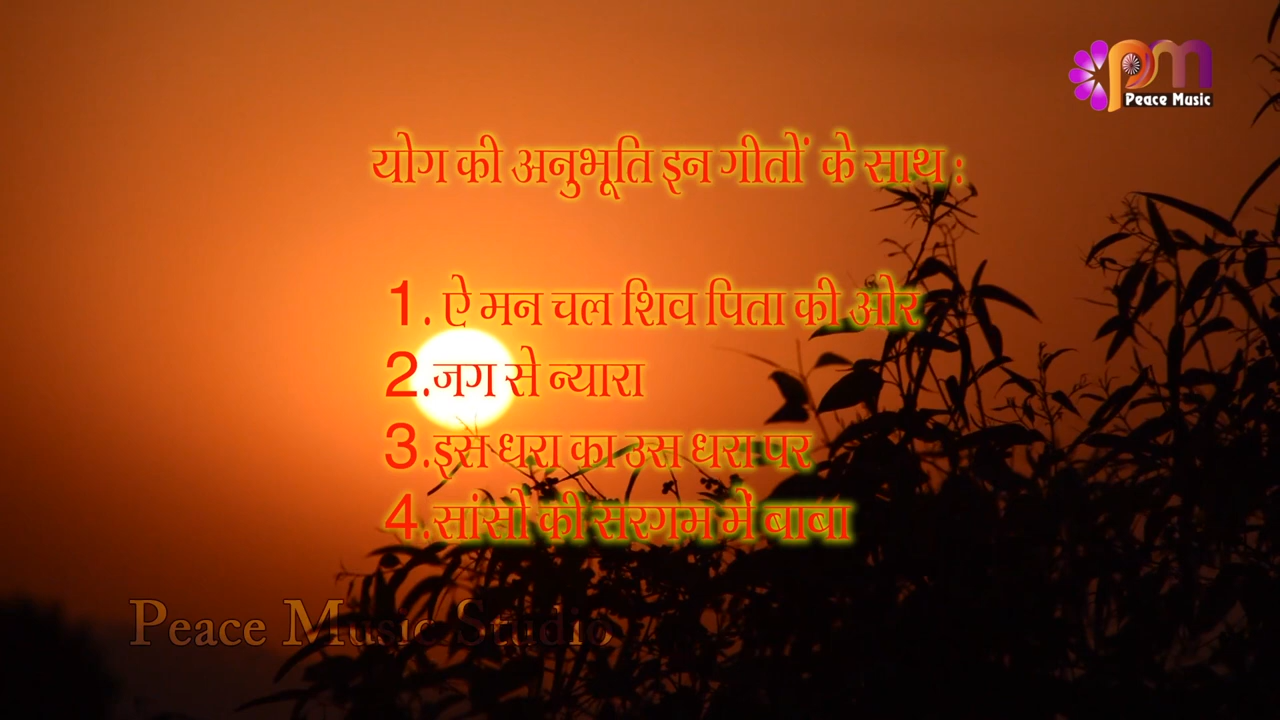 pm
Peace Music
योग की अनुभूति इन गीतों के साथ :
1. ऐ मन चल शिव पिता की ओर
2.जग से न्यारा
3.इस धरा का उस धरा पर
4.सांसों की सरगम में बाबा
Peace Music Studio